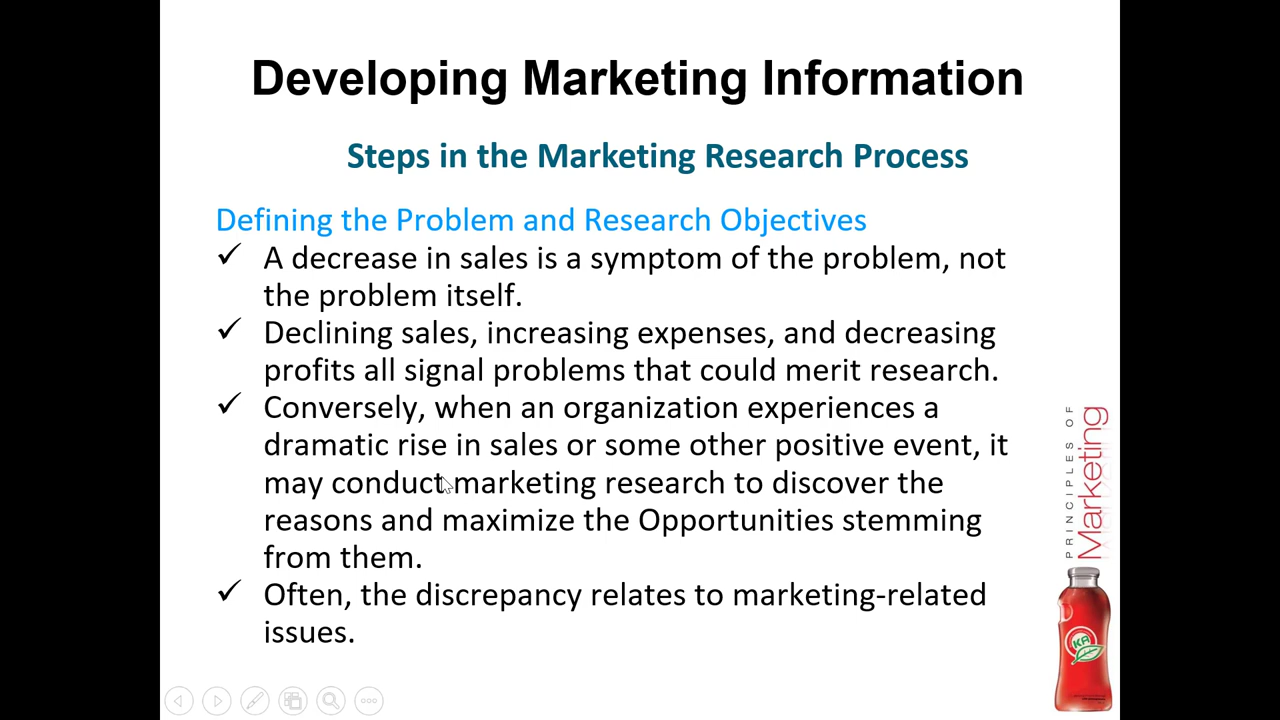 Developing Marketing Information
Steps in the Marketing Research Process
Defining the Problem and Research Objectives
✓ A decrease in sales is a symptom of the problem, not
the problem itself.
✓ Declining sales, increasing expenses, and decreasing
profits all signal problems that could merit research.
✓ Conversely, when an organization experiences a
dramatic rise in sales or some other positive event, it
may conduct marketing research to discover the
reasons and maximize the Opportunities stemming
from them.
✓ Often, the discrepancy relates to marketing-related
issues.
PRINCIPLES OF
Marketing
KA